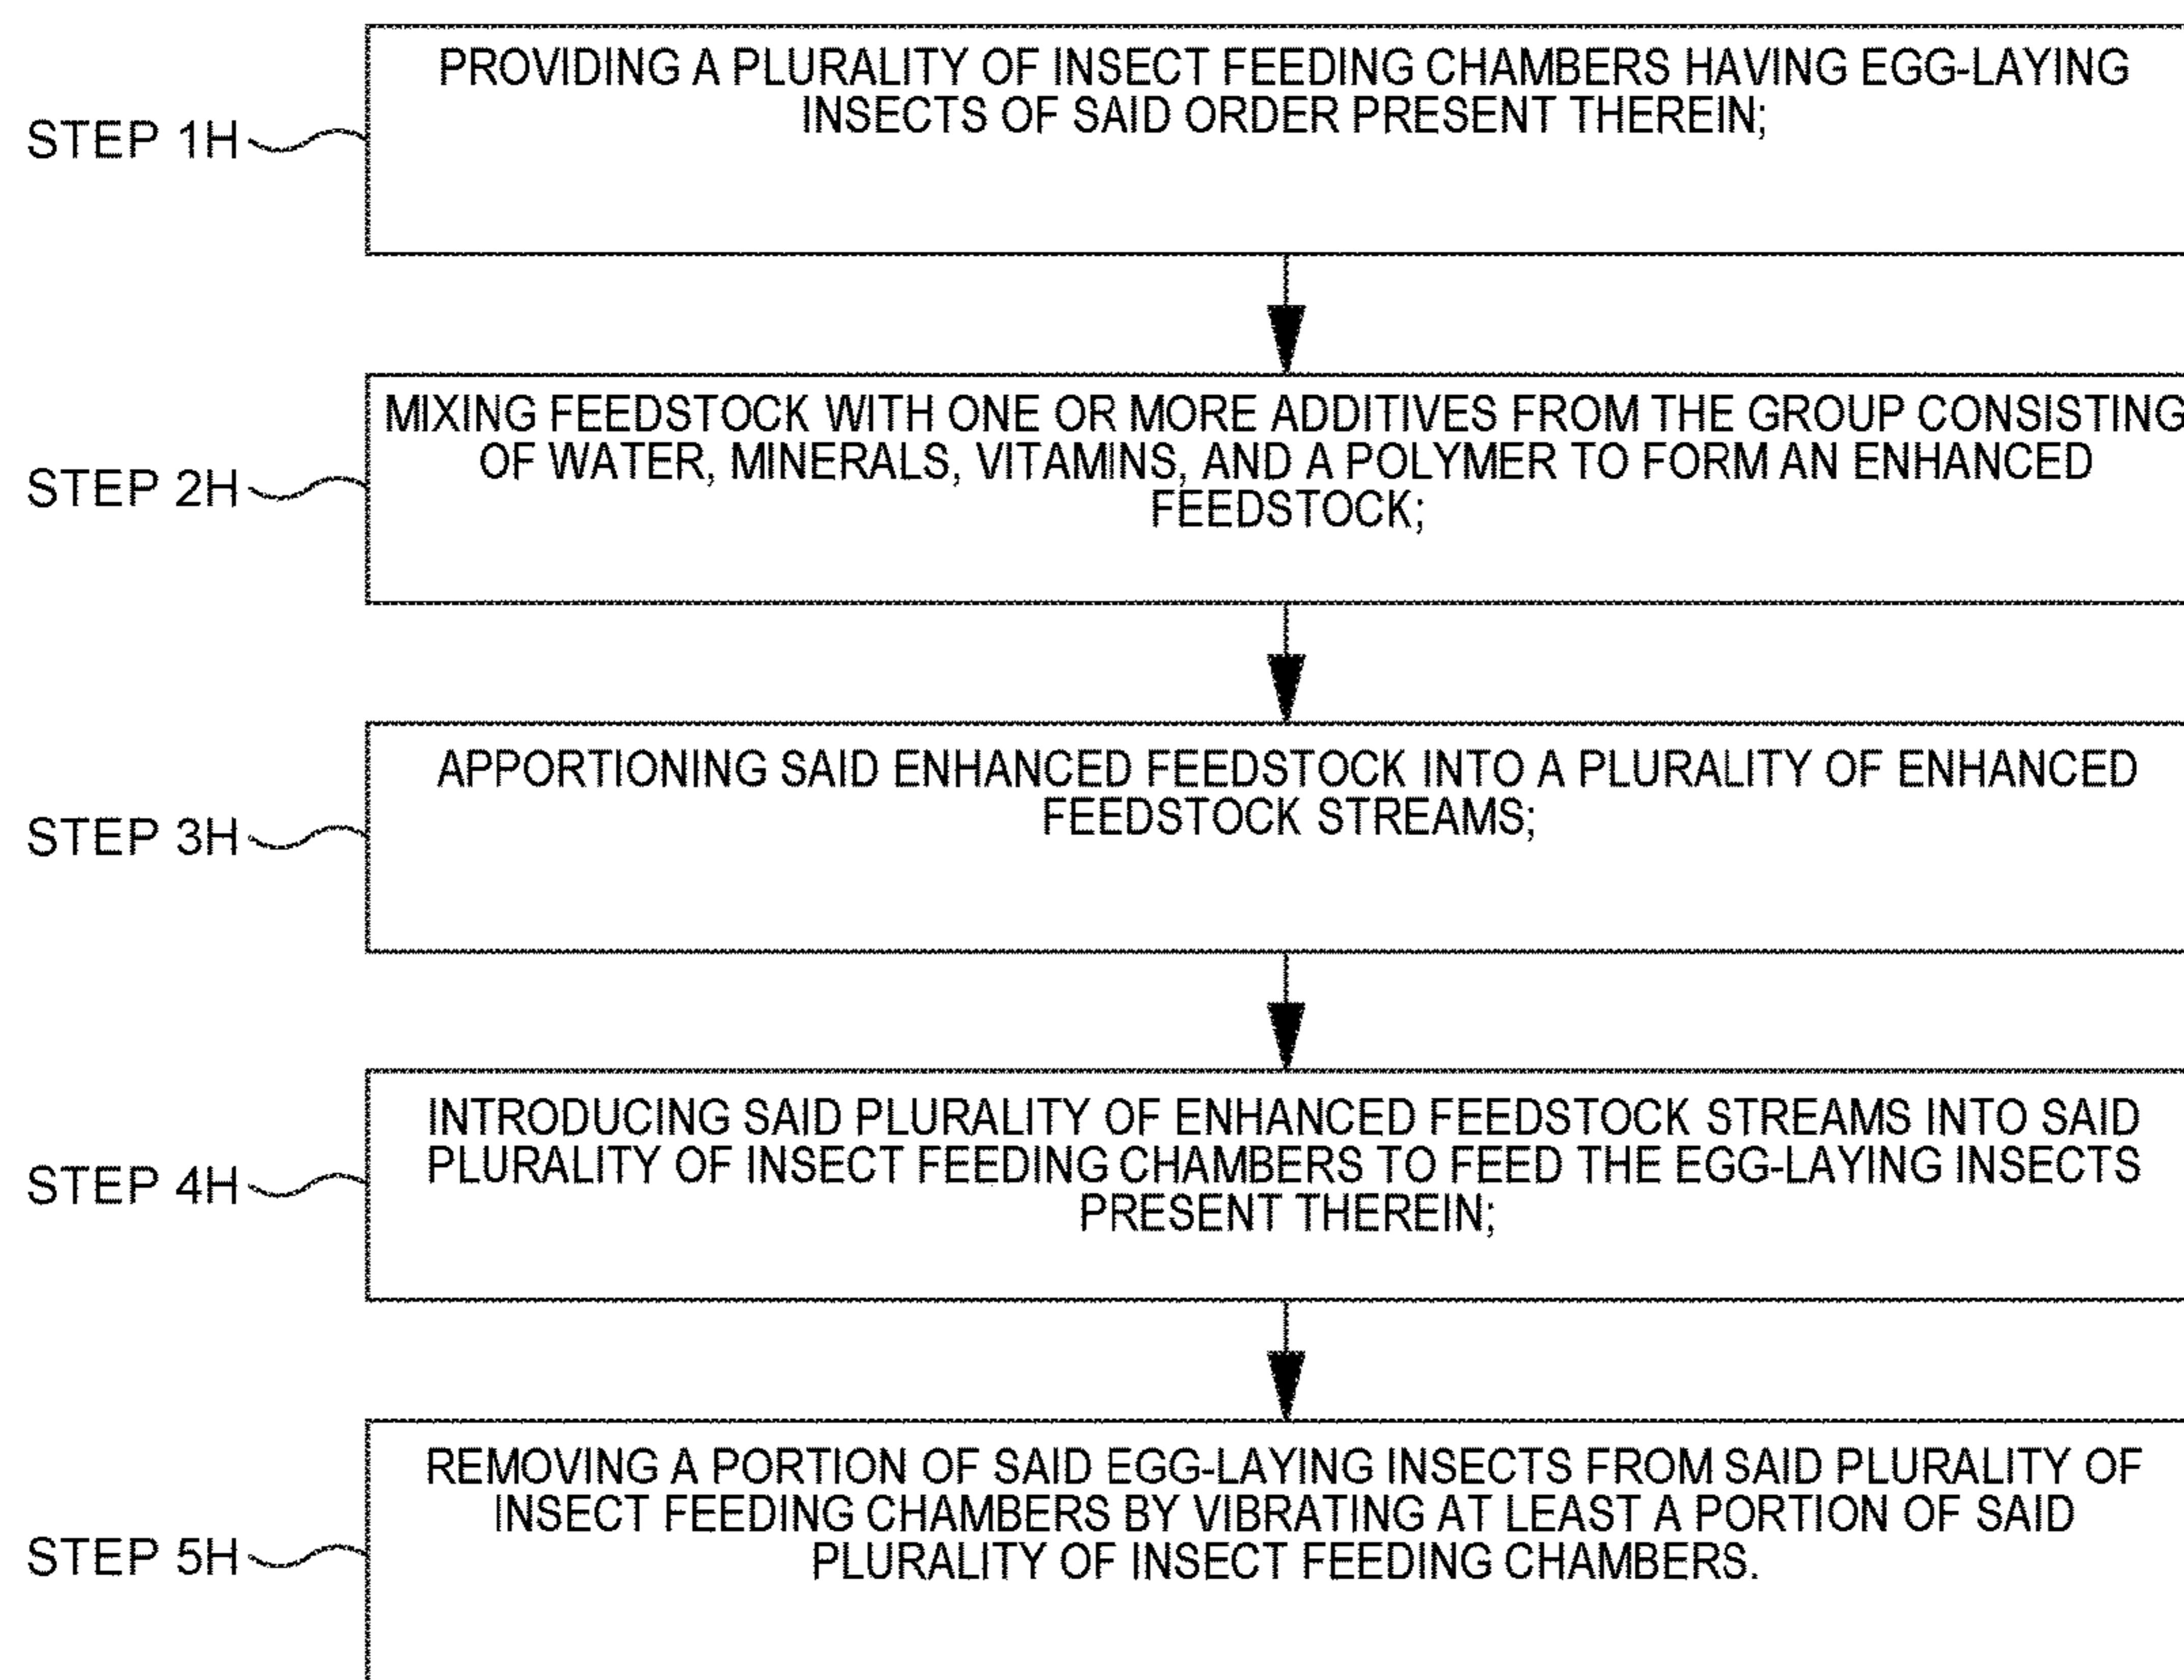 PROVIDING A PLURALITY OF INSECT FEEDING CHAMBERS HAVING EGG-LAYING
INSECTS OF SAID ORDER PRESENT THEREIN;
STEP 1H
MIXING FEEDSTOCK WITH ONE OR MORE ADDITIVES FROM THE GROUP CONSISTING
OF WATER, MINERALS, VITAMINS, AND A POLYMER TO FORM AN ENHANCED
FEEDSTOCK;
STEP 2H
APPORTIONING SAID ENHANCED FEEDSTOCK INTO A PLURALITY OF ENHANCED
FEEDSTOCK STREAMS;
STEP 3H
INTRODUCING SAID PLURALITY OF ENHANCED FEEDSTOCK STREAMS INTO SAID
PLURALITY OF INSECT FEEDING CHAMBERS TO FEED THE EGG-LAYING INSECTS
PRESENT THEREIN;
STEP 4H
REMOVING A PORTION OF SAID EGG-LAYING INSECTS FROM SAID PLURALITY OF
INSECT FEEDING CHAMBERS BY VIBRATING AT LEAST A PORTION OF SAID
PLURALITY OF INSECT FEEDING CHAMBERS.
STEP 5H